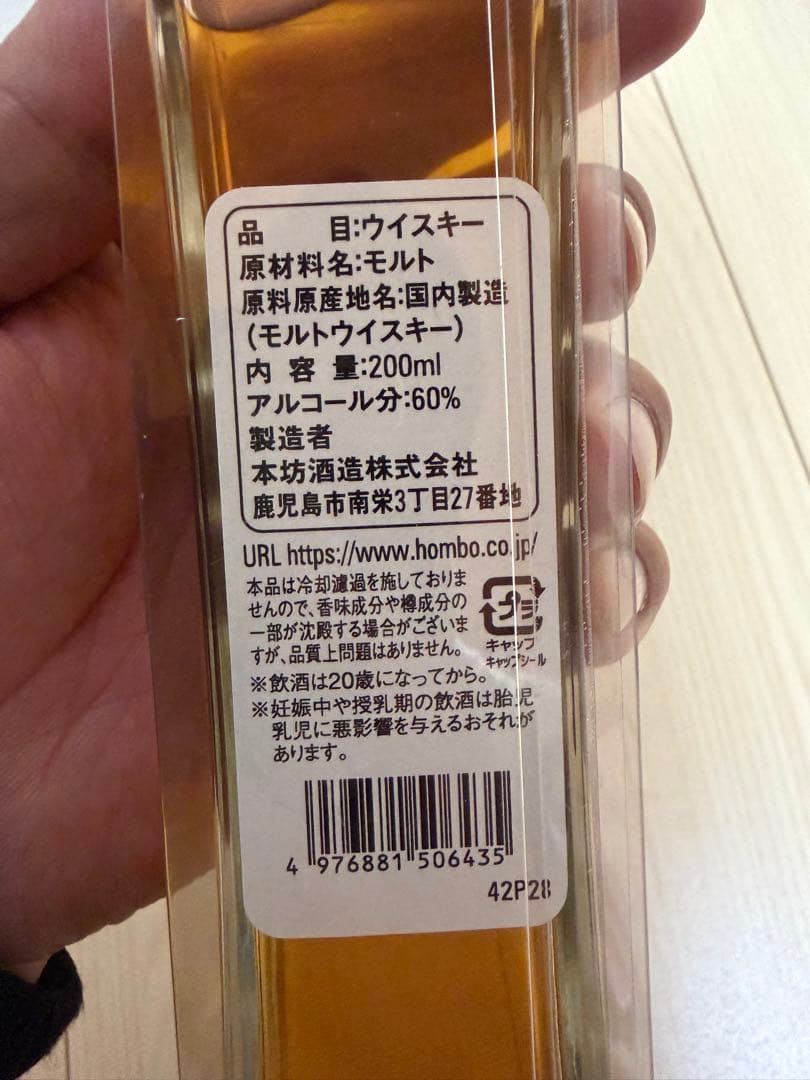 品　　目:ウイスキー
原材料名:モルト
原料原産地名:国内製造
(モルトウイスキー)
内 容 量:200ml
アルコール分:60%
製造者
本坊酒造株式会社
鹿児島市南栄3丁目27番地
URL https://www.hombo.co.jp/
本品は冷却濾過を施しておりま
せんので、香味成分や樽成分の
一部が沈殿する場合がございま
すが、品質上問題はありません。
プラ
キャップ
キャップシール
※飲酒は20歳になってから。
※妊娠中や授乳期の飲酒は胎児
乳児に悪影響を与えるおそれが
あります。
4 976881 506435
42P28